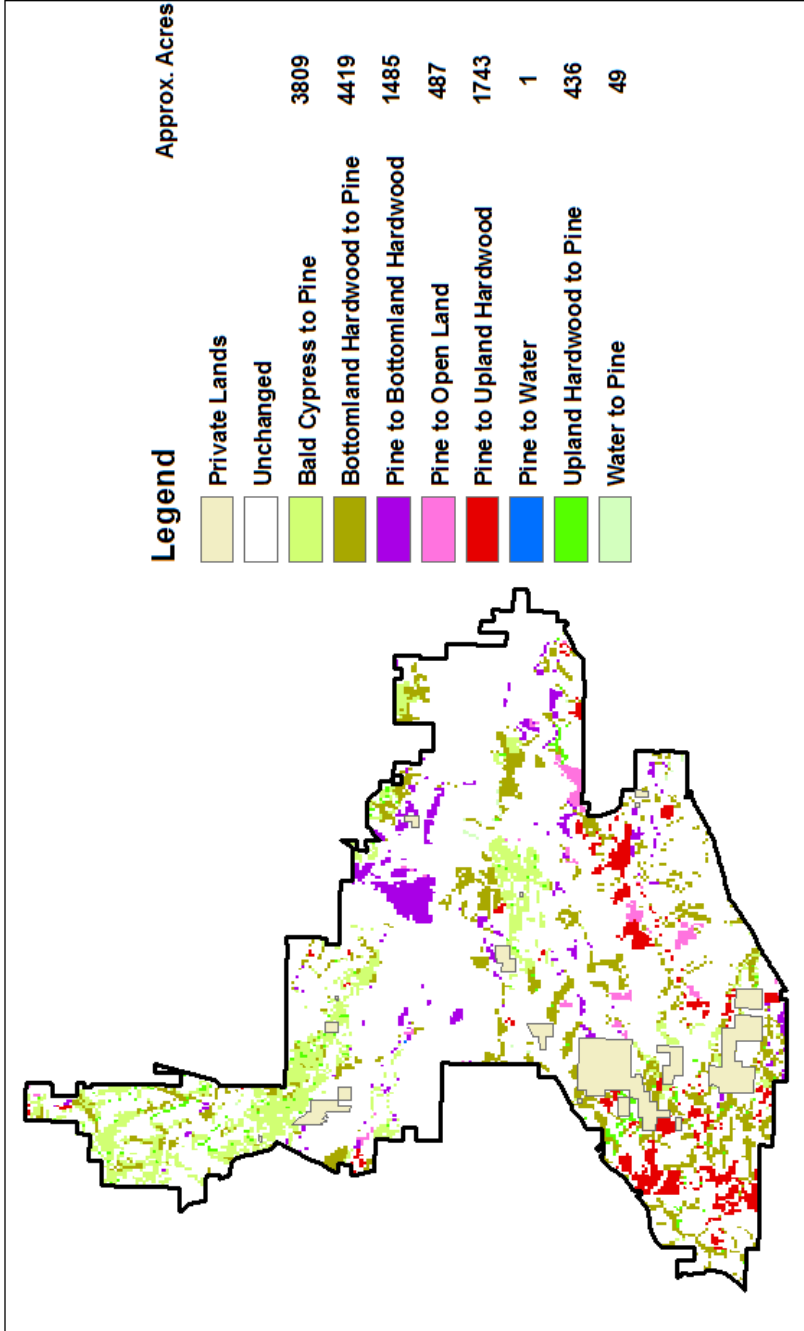 Approx. Acres
Legend
Private Lands
Unchanged
Bald Cypress to Pine 3809
Bottomland Hardwood to Pine 4419
Pine to Bottomland Hardwood 1485
Pine to Open Land 487
Pine to Upland Hardwood 1743
Pine to Water 1
Upland Hardwood to Pine 436
Water to Pine 49